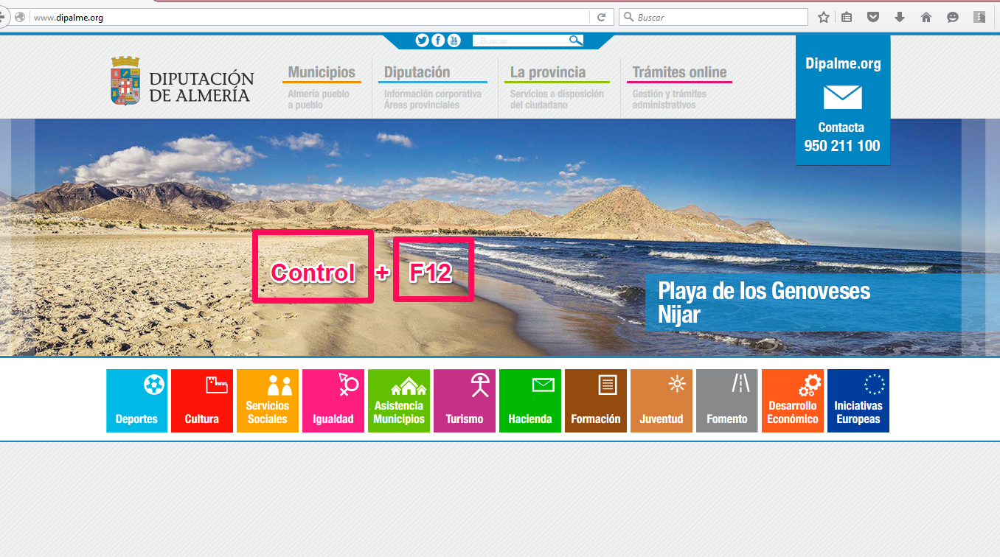 www.dipalme.org
Buscar
Buscar
DIPUTACIÓN
DE ALMERÍA
Municipios
Almería pueblo
a pueblo
Diputación
Información corporativa
Áreas provinciales
La provincia
Servicios a disposición
del ciudadano
Trámites online
Gestión y trámites
administrativos
Dipalme.org
Contacta
950 211 100
Control + F12
Playa de los Genoveses
Nijar
Deportes
Cultura
Servicios
Sociales
Igualdad
Asistencia
Municipios
Turismo
Hacienda
Formación
Juventud
Fomento
Desarrollo
Económico
Iniciativas
Europeas